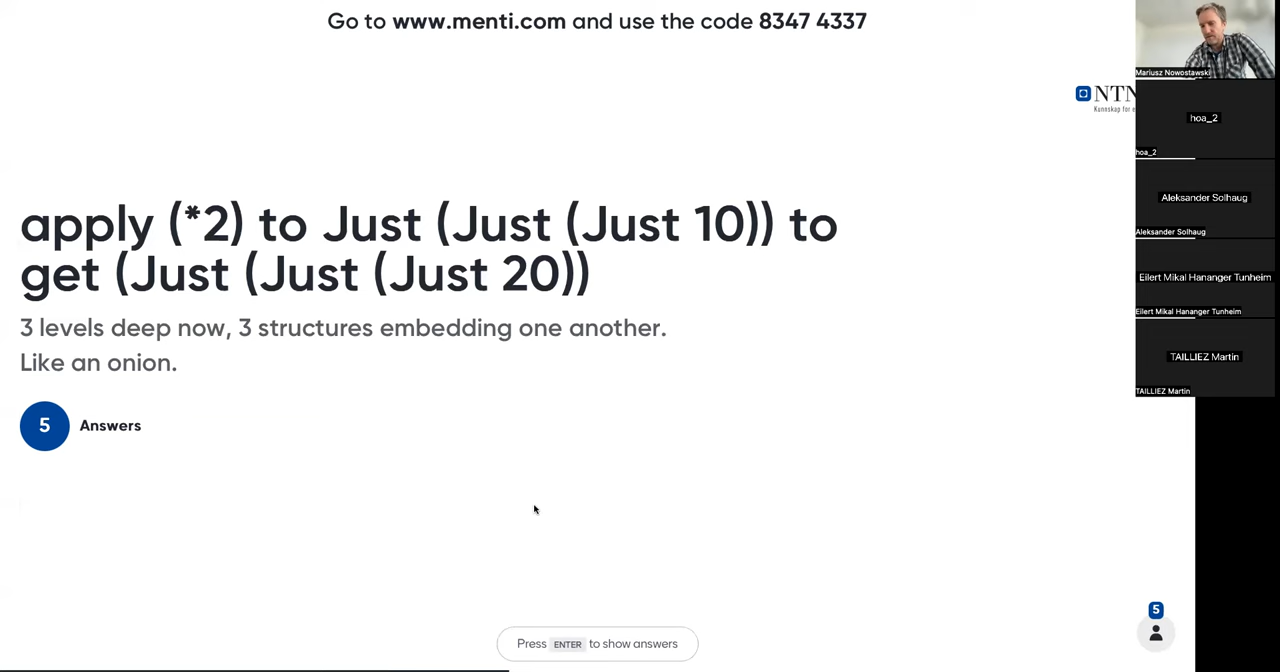 Go to www.menti.com and use the code 8347 4337
NTN
Kunnskap for e
apply (*2) to Just (Just (Just 10)) to
get (Just (Just (Just 20))
3 levels deep now, 3 structures embedding one another.
Like an onion.
5 Answers
Press ENTER to show answers
5
Mariusz Nowostawski
hoa_2
hoa_2
Aleksander Solhaug
Aleksander Solhaug
Eilert Mikal Hananger Tunheim
Eilert Mikal Hananger Tunheim
TAILLIEZ Martin
TAILLIEZ Martin